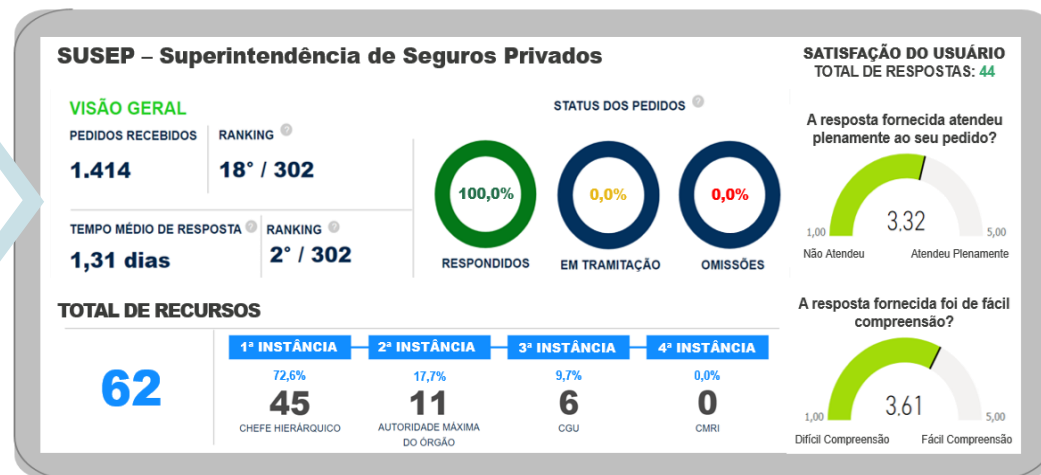 SUSEP – Superintendência de Seguros Privados
VISÃO GERAL
PEDIDOS RECEBIDOS
1.414
RANKING ?
18° / 302
TEMPO MÉDIO DE RESPOSTA ?
1,31 dias
RANKING ?
2° / 302
STATUS DOS PEDIDOS ?
100,0%
RESPONDIDOS
0,0%
EM TRAMITAÇÃO
0,0%
OMISSÕES
TOTAL DE RECURSOS
62
1ª INSTÂNCIA
72,6%
45
CHEFE HIERÁRQUICO
2ª INSTÂNCIA
17,7%
11
AUTORIDADE MÁXIMA
DO ÓRGÃO
3ª INSTÂNCIA
9,7%
6
CGU
4ª INSTÂNCIA
0,0%
0
CMRI
SATISFAÇÃO DO USUÁRIO
TOTAL DE RESPOSTAS: 44
A resposta fornecida atendeu
plenamente ao seu pedido?
3,32
1,00
5,00
Não Atendeu
Atendeu Plenamente
A resposta fornecida foi de fácil
compreensão?
3,61
1,00
5,00
Difícil Compreensão
Fácil Compreensão